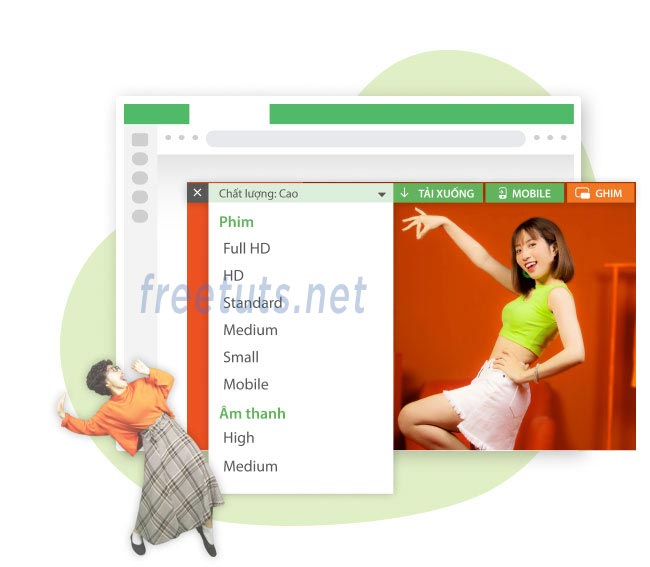 Chất lượng: Cao
TẢI XUỐNG
MOBILE
GHIM
Phim
Full HD
HD
freetuts.net
Standard
Medium
Small
Mobile
Âm thanh
High
Medium